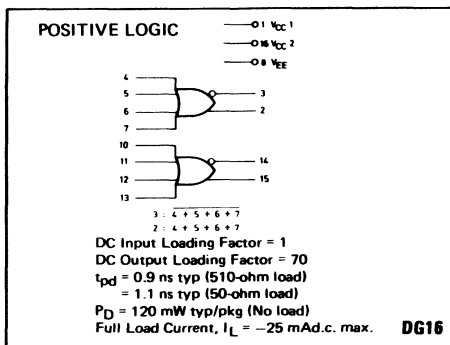 POSITIVE LOGIC
1 VCC 1
16 VCC 2
8 VEE
4
5
6
7
3
2
10
11
12
13
14
15
3 : 4 + 5 + 6 + 7
2 : 4 + 5 + 6 + 7
DC Input Loading Factor = 1
DC Output Loading Factor = 70
tpd = 0.9 ns typ (510-ohm load)
= 1.1 ns typ (50-ohm load)
PD = 120 mW typ/pkg (No load)
Full Load Current, IL = −25 mAd.c. max.
DG16